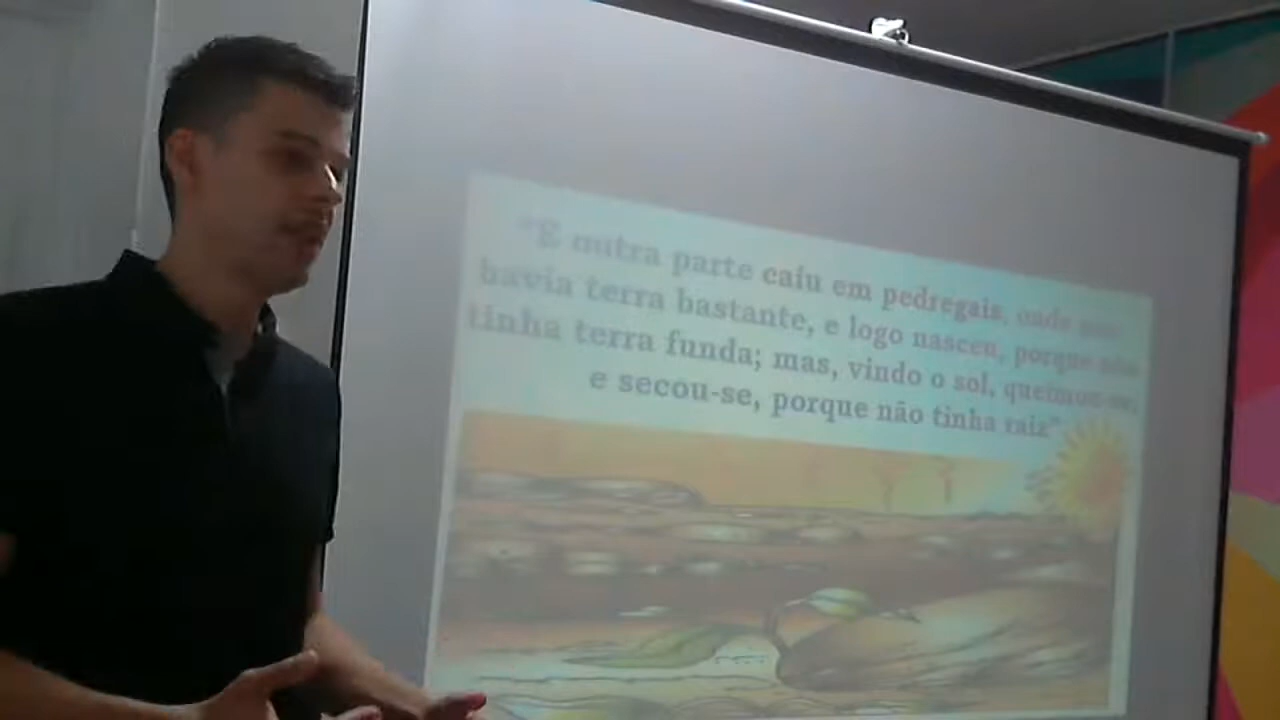 "E outra parte caiu em pedregais, onde não
havia terra bastante, e logo nasceu, porque não
tinha terra funda; mas, vindo o sol, queimou-se,
e secou-se, porque não tinha raiz"